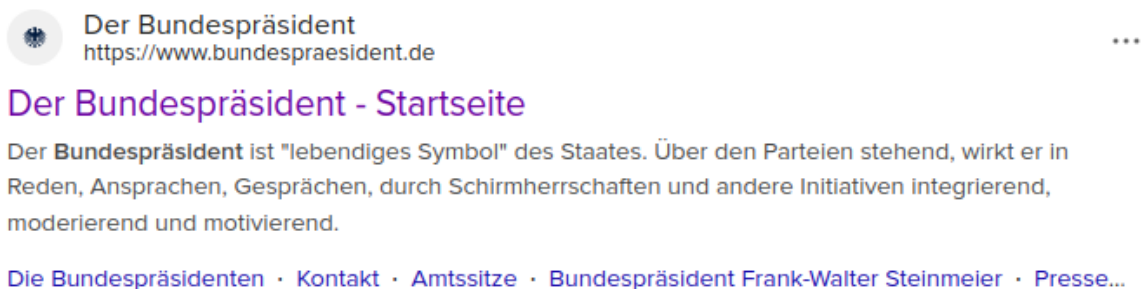 Der Bundespräsident
https://www.bundespraesident.de
Der Bundespräsident - Startseite
Der Bundespräsident ist "lebendiges Symbol" des Staates. Über den Parteien stehend, wirkt er in
Reden, Ansprachen, Gesprächen, durch Schirmherrschaften und andere Initiativen integrierend,
moderierend und motivierend.
Die Bundespräsidenten · Kontakt · Amtssitze · Bundespräsident Frank-Walter Steinmeier · Presse...